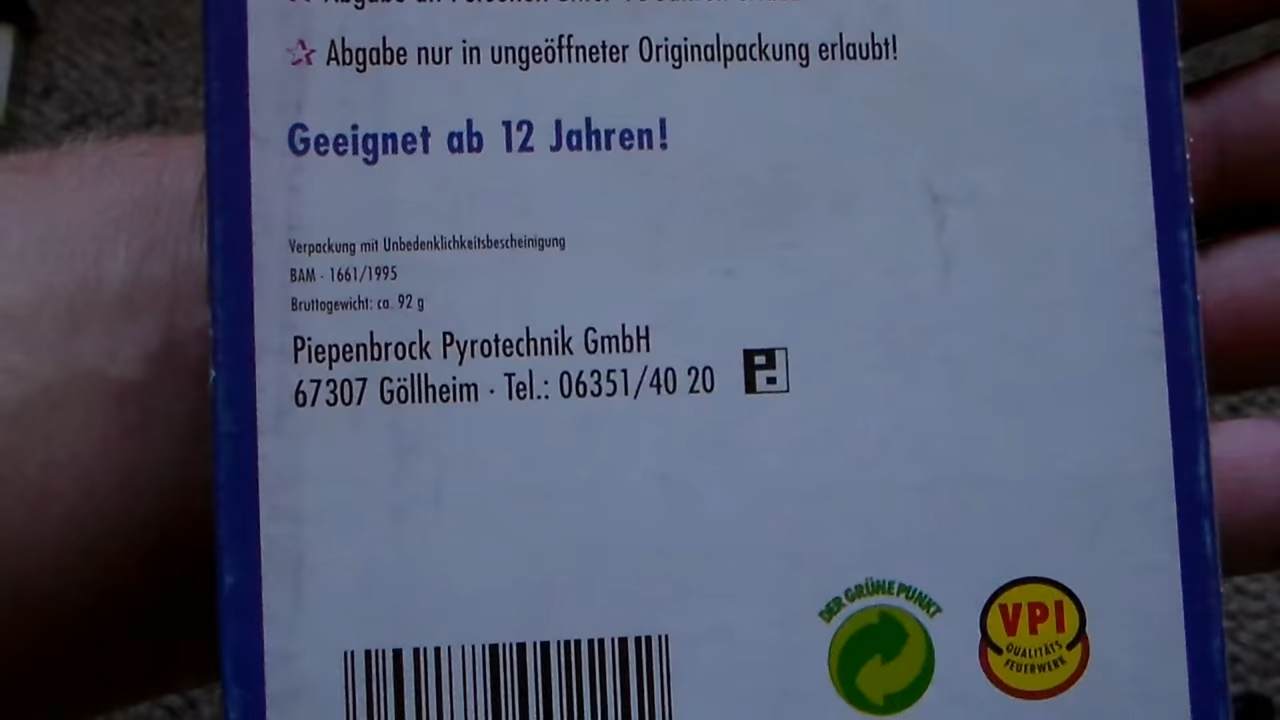 Abgabe nur in ungeöffneter Originalpackung erlaubt!
Geeignet ab 12 Jahren!
Verpackung mit Unbedenklichkeitsbescheinigung
BAM - 1661/1995
Bruttogewicht: ca. 92 g
Piepenbrock Pyrotechnik GmbH
67307 Göllheim · Tel.: 06351/40 20
DER GRÜNE PUNKT
VPI
QUALITÄTS
FEUERWERK